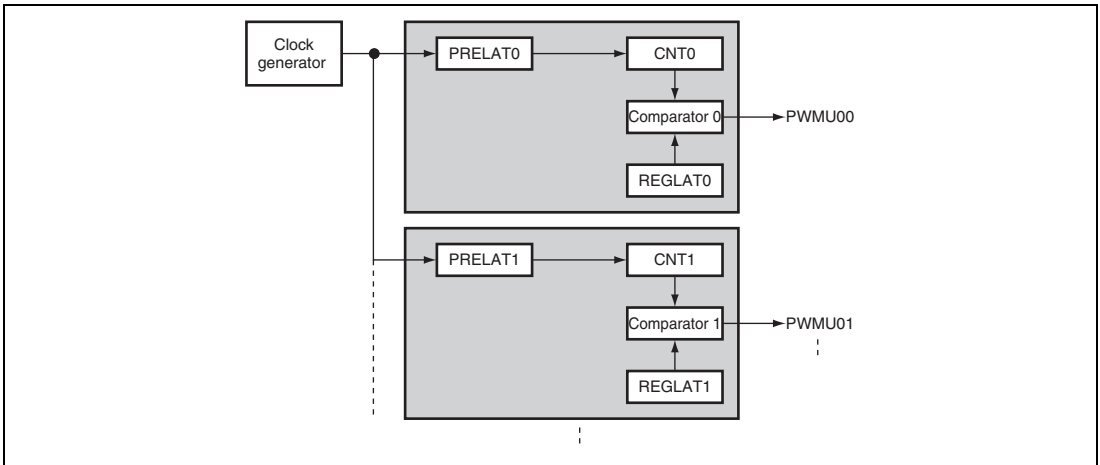 Clock
generator
PRELAT0
CNT0
Comparator 0
PWMU00
REGLAT0
PRELAT1
CNT1
Comparator 1
PWMU01
REGLAT1